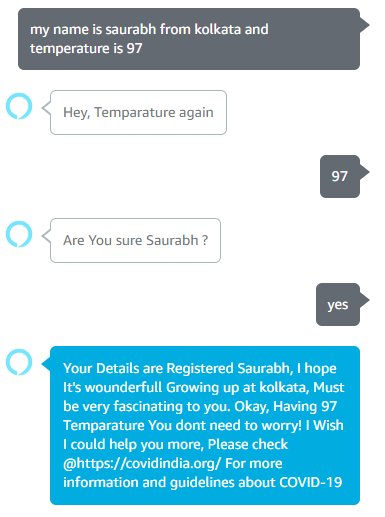 my name is saurabh from kolkata and
temperature is 97
Hey, Temparature again
97
Are You sure Saurabh ?
yes
Your Details are Registered Saurabh, I hope
It's wounderfull Growing up at kolkata, Must
be very fascinating to you. Okay, Having 97
Temparature You dont need to worry! I Wish
I could help you more, Please check
@https://covidindia.org/ For more
information and guidelines about COVID-19